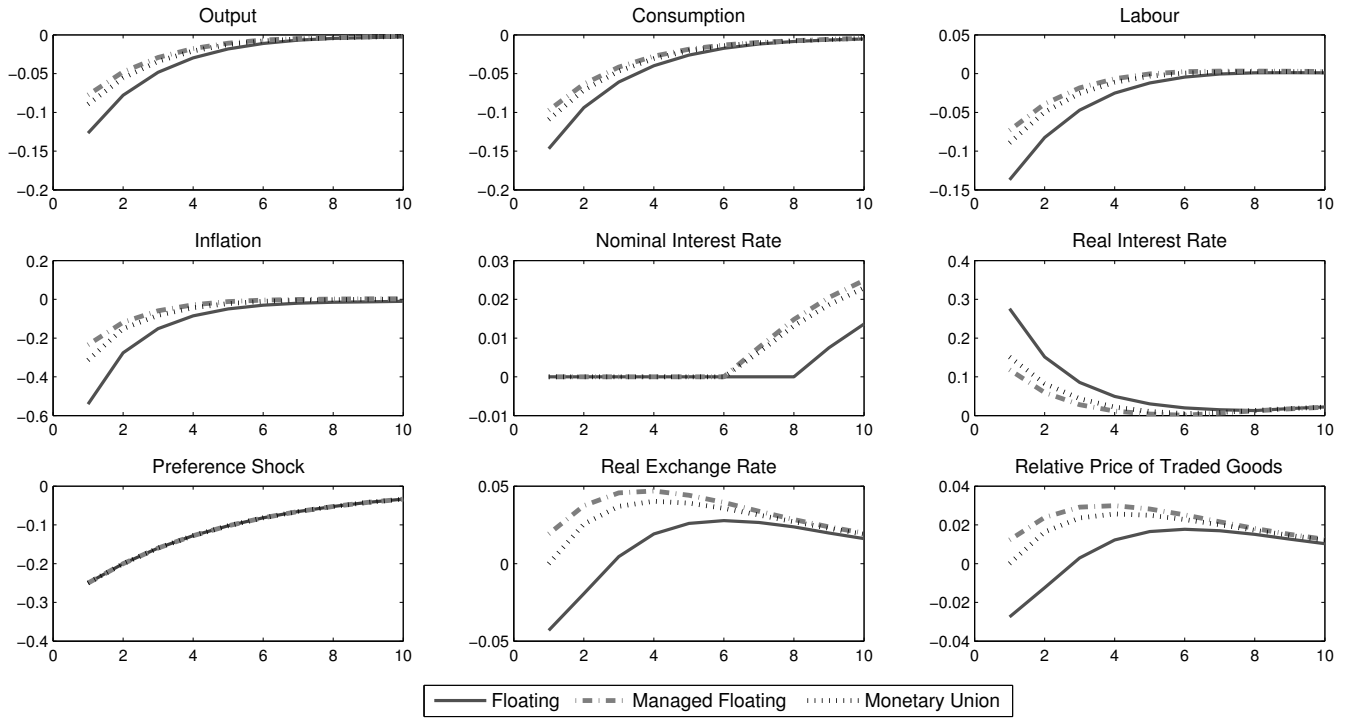 Output
0
−0.05
−0.1
−0.15
−0.2
0 2 4 6 8 10
Consumption
0
−0.05
−0.1
−0.15
−0.2
0 2 4 6 8 10
Labour
0.05
0
−0.05
−0.1
−0.15
0 2 4 6 8 10
Inflation
0.2
0
−0.2
−0.4
−0.6
0 2 4 6 8 10
Nominal Interest Rate
0.03
0.02
0.01
0
−0.01
0 2 4 6 8 10
Real Interest Rate
0.4
0.3
0.2
0.1
0
0 2 4 6 8 10
Preference Shock
0
−0.1
−0.2
−0.3
−0.4
0 2 4 6 8 10
Real Exchange Rate
0.05
0
−0.05
0 2 4 6 8 10
Relative Price of Traded Goods
0.04
0.02
0
−0.02
−0.04
0 2 4 6 8 10
Floating Managed Floating Monetary Union